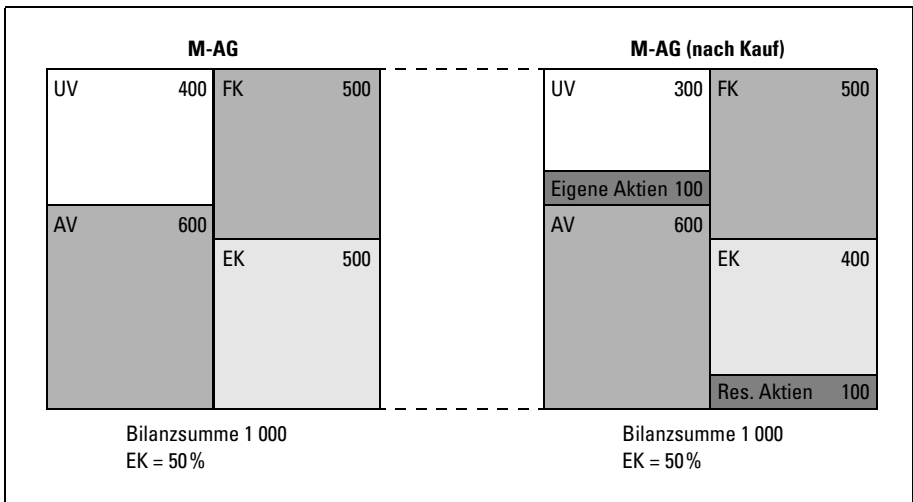 M-AG
UV 400 FK 500
AV 600
EK 500
Bilanzsumme 1 000
EK = 50 %
M-AG (nach Kauf)
UV 300 FK 500
Eigene Aktien 100
AV 600
EK 400
Res. Aktien 100
Bilanzsumme 1 000
EK = 50 %